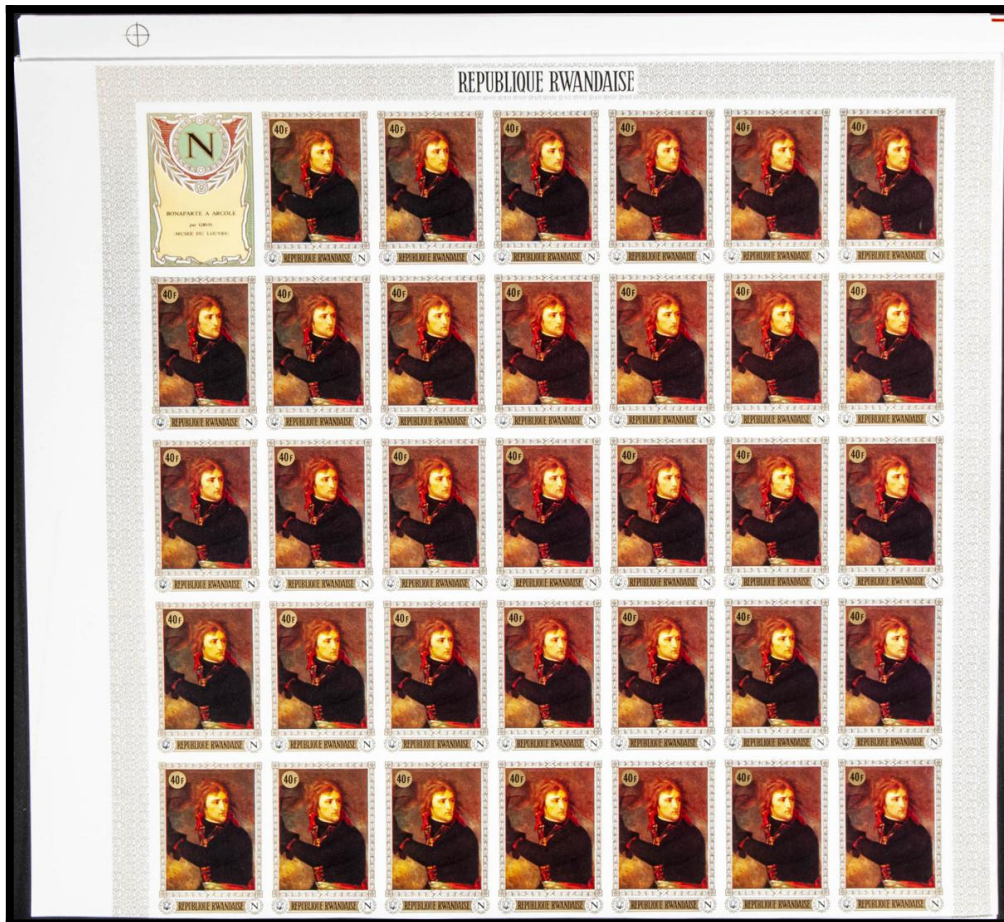 REPUBLIQUE RWANDAISE
N
40F 40F 40F 40F 40F 40F
BONAPARTE A ARCOLE
par GROS
(MUSEE DU LOUVRE)
REPUBLIQUE RWANDAISE N REPUBLIQUE RWANDAISE N REPUBLIQUE RWANDAISE N REPUBLIQUE RWANDAISE N REPUBLIQUE RWANDAISE N REPUBLIQUE RWANDAISE N
40F 40F 40F 40F 40F 40F 40F
REPUBLIQUE RWANDAISE N REPUBLIQUE RWANDAISE N REPUBLIQUE RWANDAISE N REPUBLIQUE RWANDAISE N REPUBLIQUE RWANDAISE N REPUBLIQUE RWANDAISE N REPUBLIQUE RWANDAISE N
40F 40F 40F 40F 40F 40F 40F
REPUBLIQUE RWANDAISE N REPUBLIQUE RWANDAISE N REPUBLIQUE RWANDAISE N REPUBLIQUE RWANDAISE N REPUBLIQUE RWANDAISE N REPUBLIQUE RWANDAISE N REPUBLIQUE RWANDAISE N
40F 40F 40F 40F 40F 40F 40F
REPUBLIQUE RWANDAISE N REPUBLIQUE RWANDAISE N REPUBLIQUE RWANDAISE N REPUBLIQUE RWANDAISE N REPUBLIQUE RWANDAISE N REPUBLIQUE RWANDAISE N REPUBLIQUE RWANDAISE N
40F 40F 40F 40F 40F 40F 40F
REPUBLIQUE RWANDAISE N REPUBLIQUE RWANDAISE N REPUBLIQUE RWANDAISE N REPUBLIQUE RWANDAISE N REPUBLIQUE RWANDAISE N REPUBLIQUE RWANDAISE N REPUBLIQUE RWANDAISE N